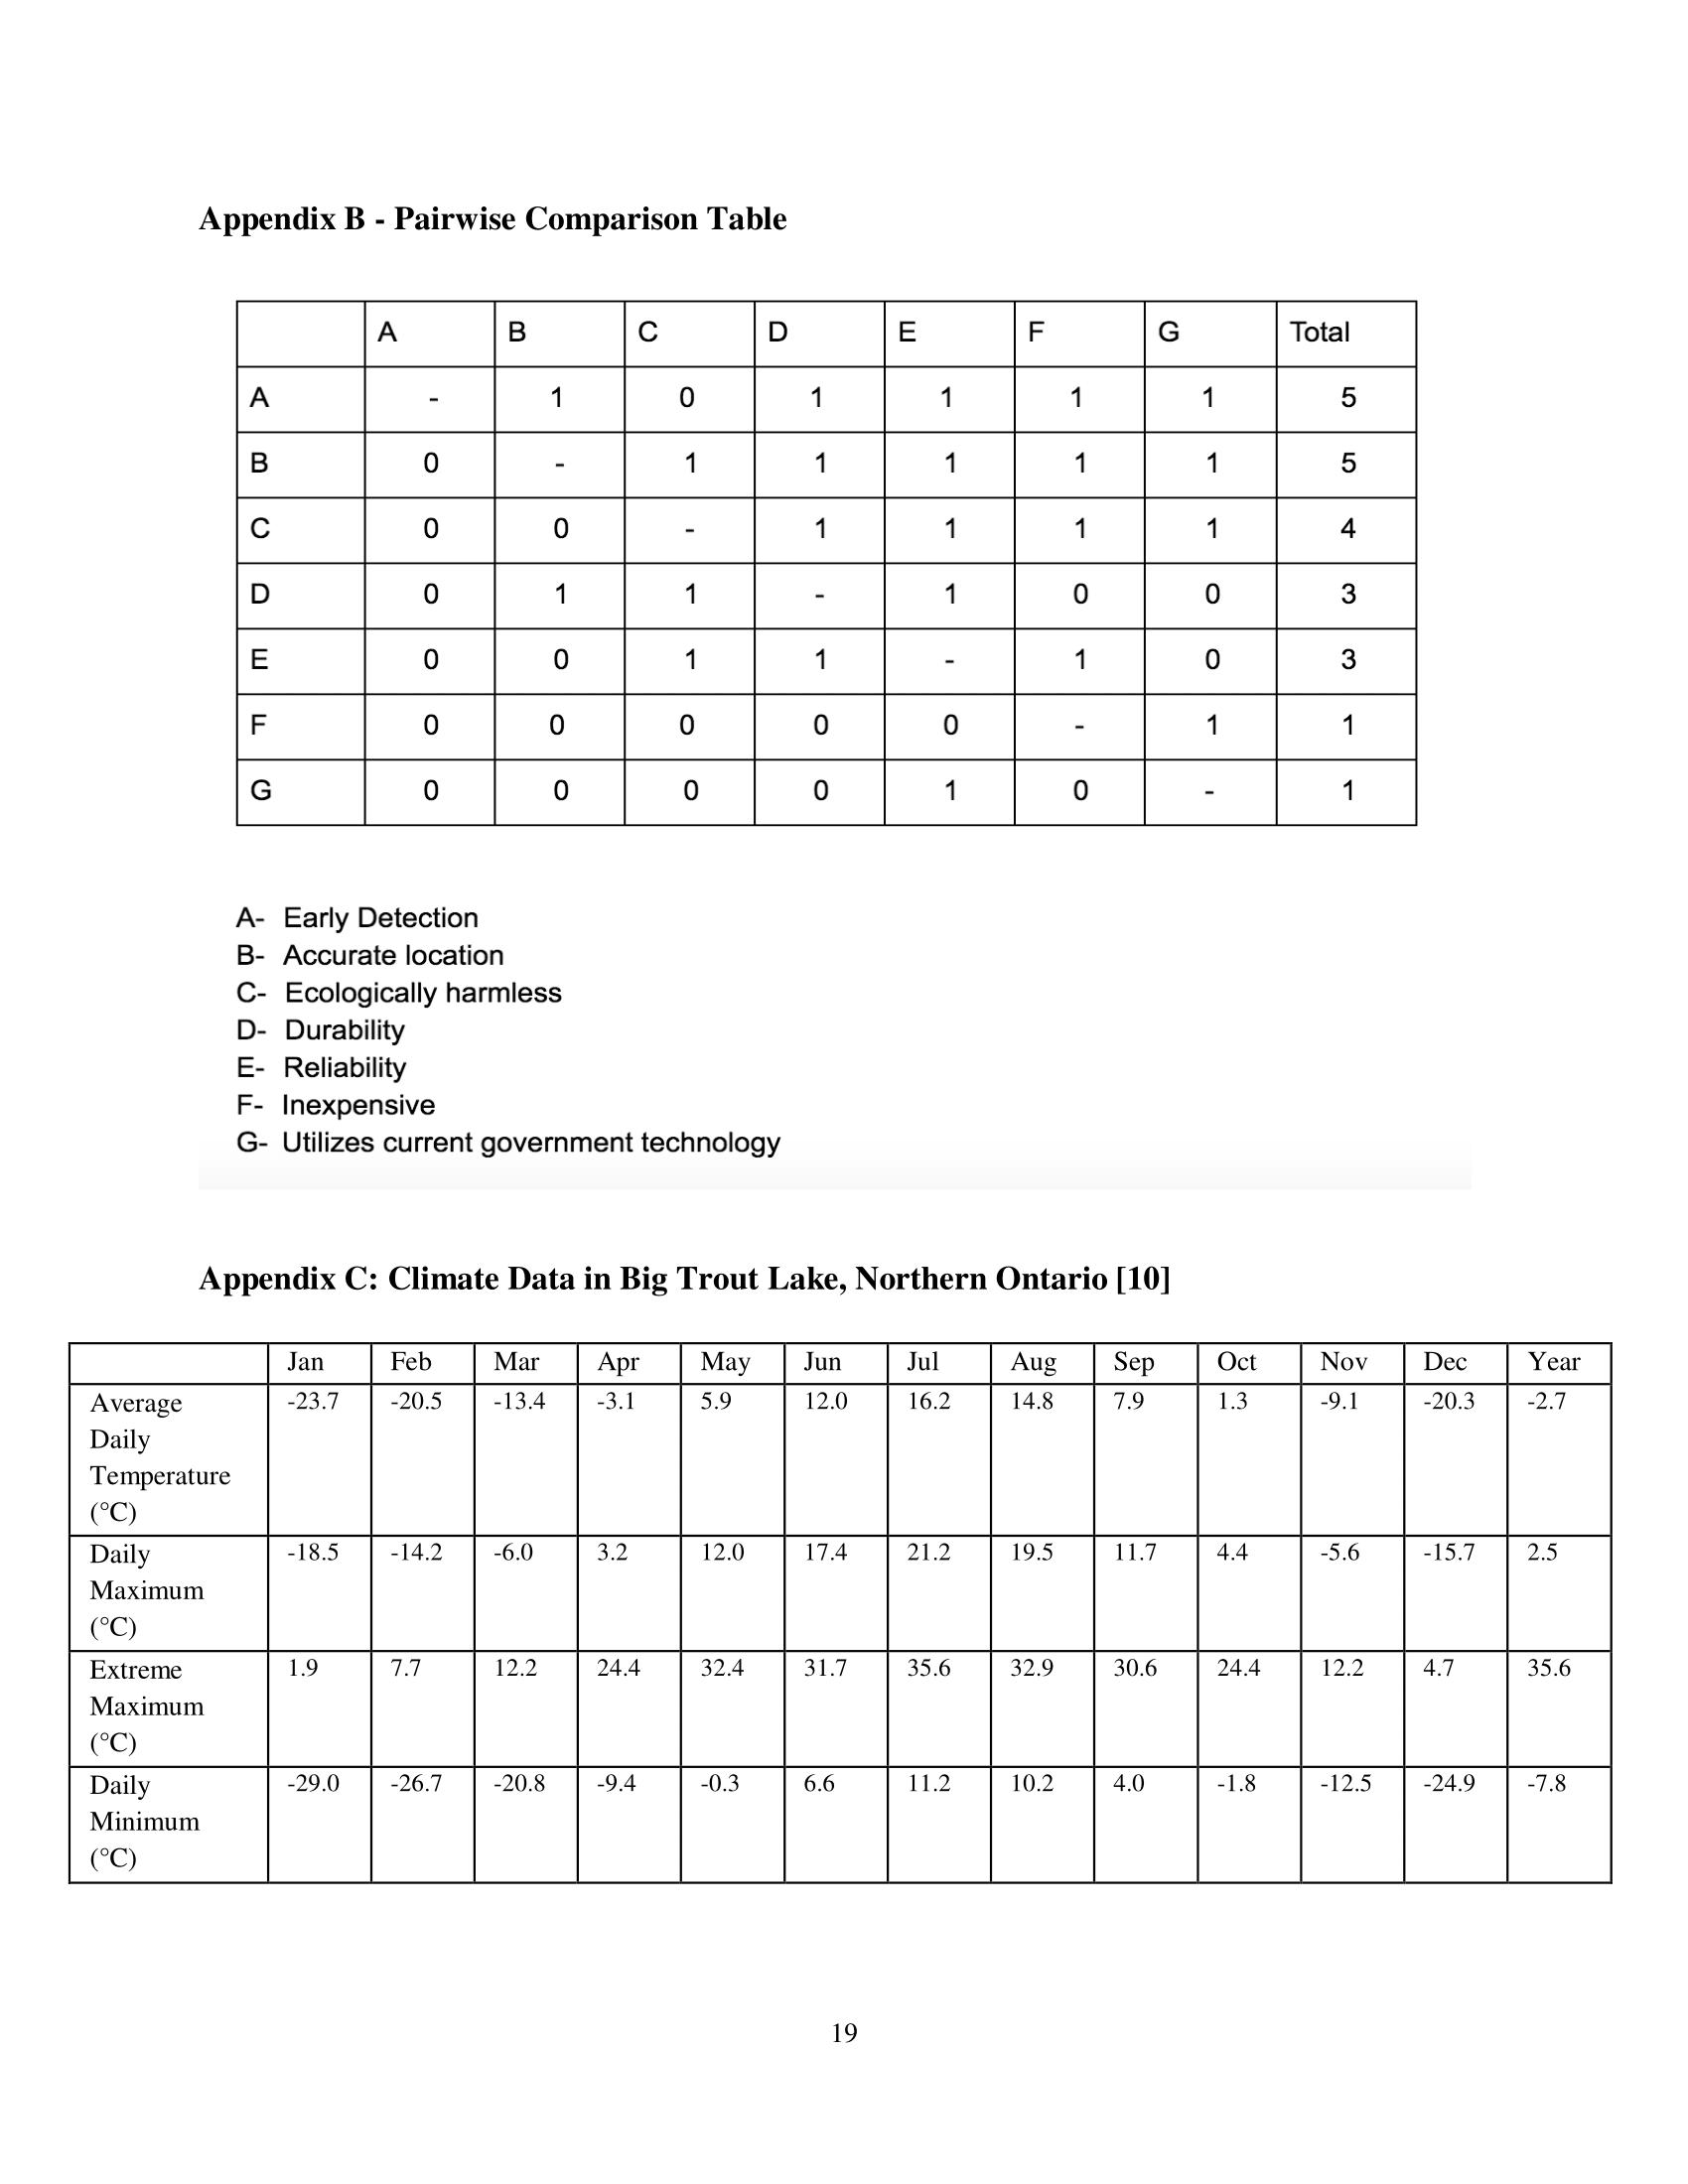 Appendix B - Pairwise Comparison Table
A B C D E F G Total
A - 1 0 1 1 1 1 5
B 0 - 1 1 1 1 1 5
C 0 0 - 1 1 1 1 4
D 0 1 1 - 1 0 0 3
E 0 0 1 1 - 1 0 3
F 0 0 0 0 0 - 1 1
G 0 0 0 0 1 0 - 1
A- Early Detection
B- Accurate location
C- Ecologically harmless
D- Durability
E- Reliability
F- Inexpensive
G- Utilizes current government technology
Appendix C: Climate Data in Big Trout Lake, Northern Ontario [10]
Jan Feb Mar Apr May Jun Jul Aug Sep Oct Nov Dec Year
Average -23.7 -20.5 -13.4 -3.1 5.9 12.0 16.2 14.8 7.9 1.3 -9.1 -20.3 -2.7
Daily
Temperature
(°C)
Daily -18.5 -14.2 -6.0 3.2 12.0 17.4 21.2 19.5 11.7 4.4 -5.6 -15.7 2.5
Maximum
(°C)
Extreme 1.9 7.7 12.2 24.4 32.4 31.7 35.6 32.9 30.6 24.4 12.2 4.7 35.6
Maximum
(°C)
Daily -29.0 -26.7 -20.8 -9.4 -0.3 6.6 11.2 10.2 4.0 -1.8 -12.5 -24.9 -7.8
Minimum
(°C)
19